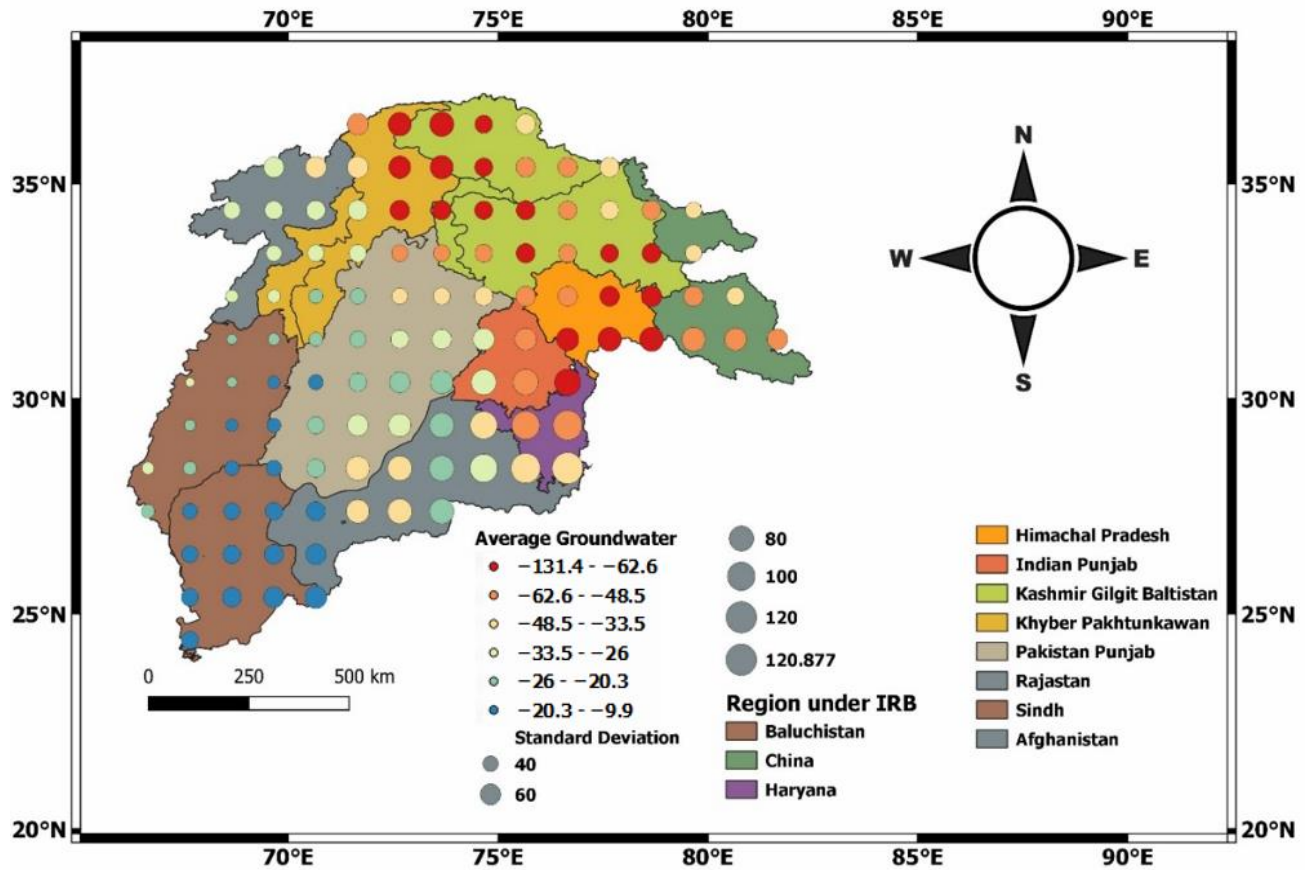 70°E 75°E 80°E 85°E 90°E
35°N 35°N
30°N 30°N
25°N 25°N
20°N 20°N
N
W E
S
0 250 500 km
Average Groundwater
−131.4 - −62.6
−62.6 - −48.5
−48.5 - −33.5
−33.5 - −26
−26 - −20.3
−20.3 - −9.9
Standard Deviation
40
60
80
100
120
120.877
Region under IRB
Baluchistan
China
Haryana
Himachal Pradesh
Indian Punjab
Kashmir Gilgit Baltistan
Khyber Pakhtunkawan
Pakistan Punjab
Rajastan
Sindh
Afghanistan
70°E 75°E 80°E 85°E 90°E